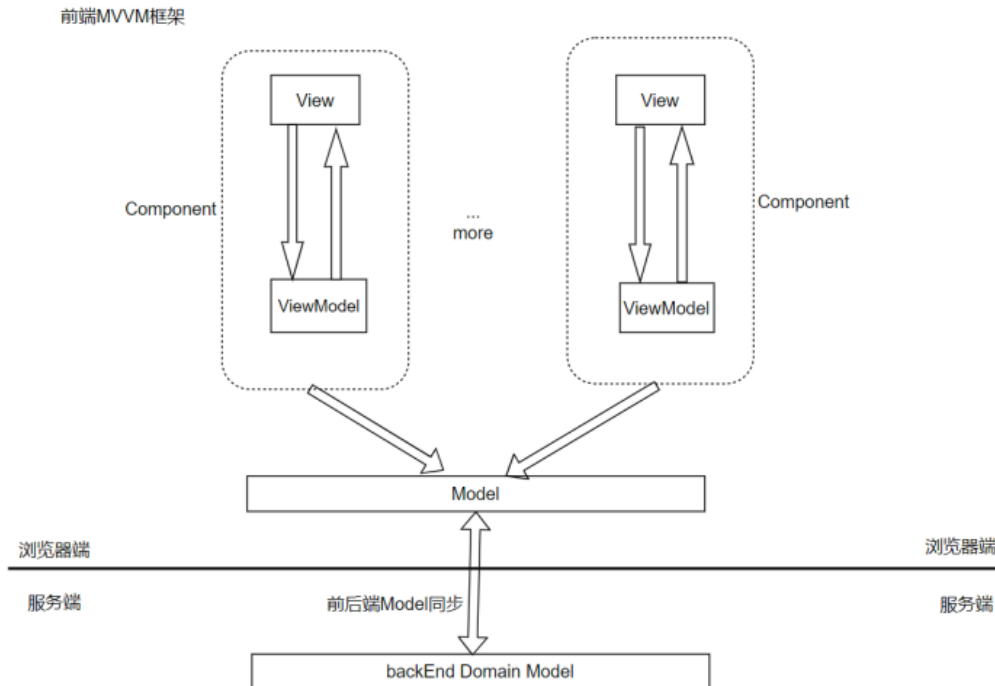 前端MVVM框架
View
View
Component
...
more
Component
ViewModel
ViewModel
Model
浏览器端
浏览器端
服务端
前后端Model同步
服务端
backEnd Domain Model